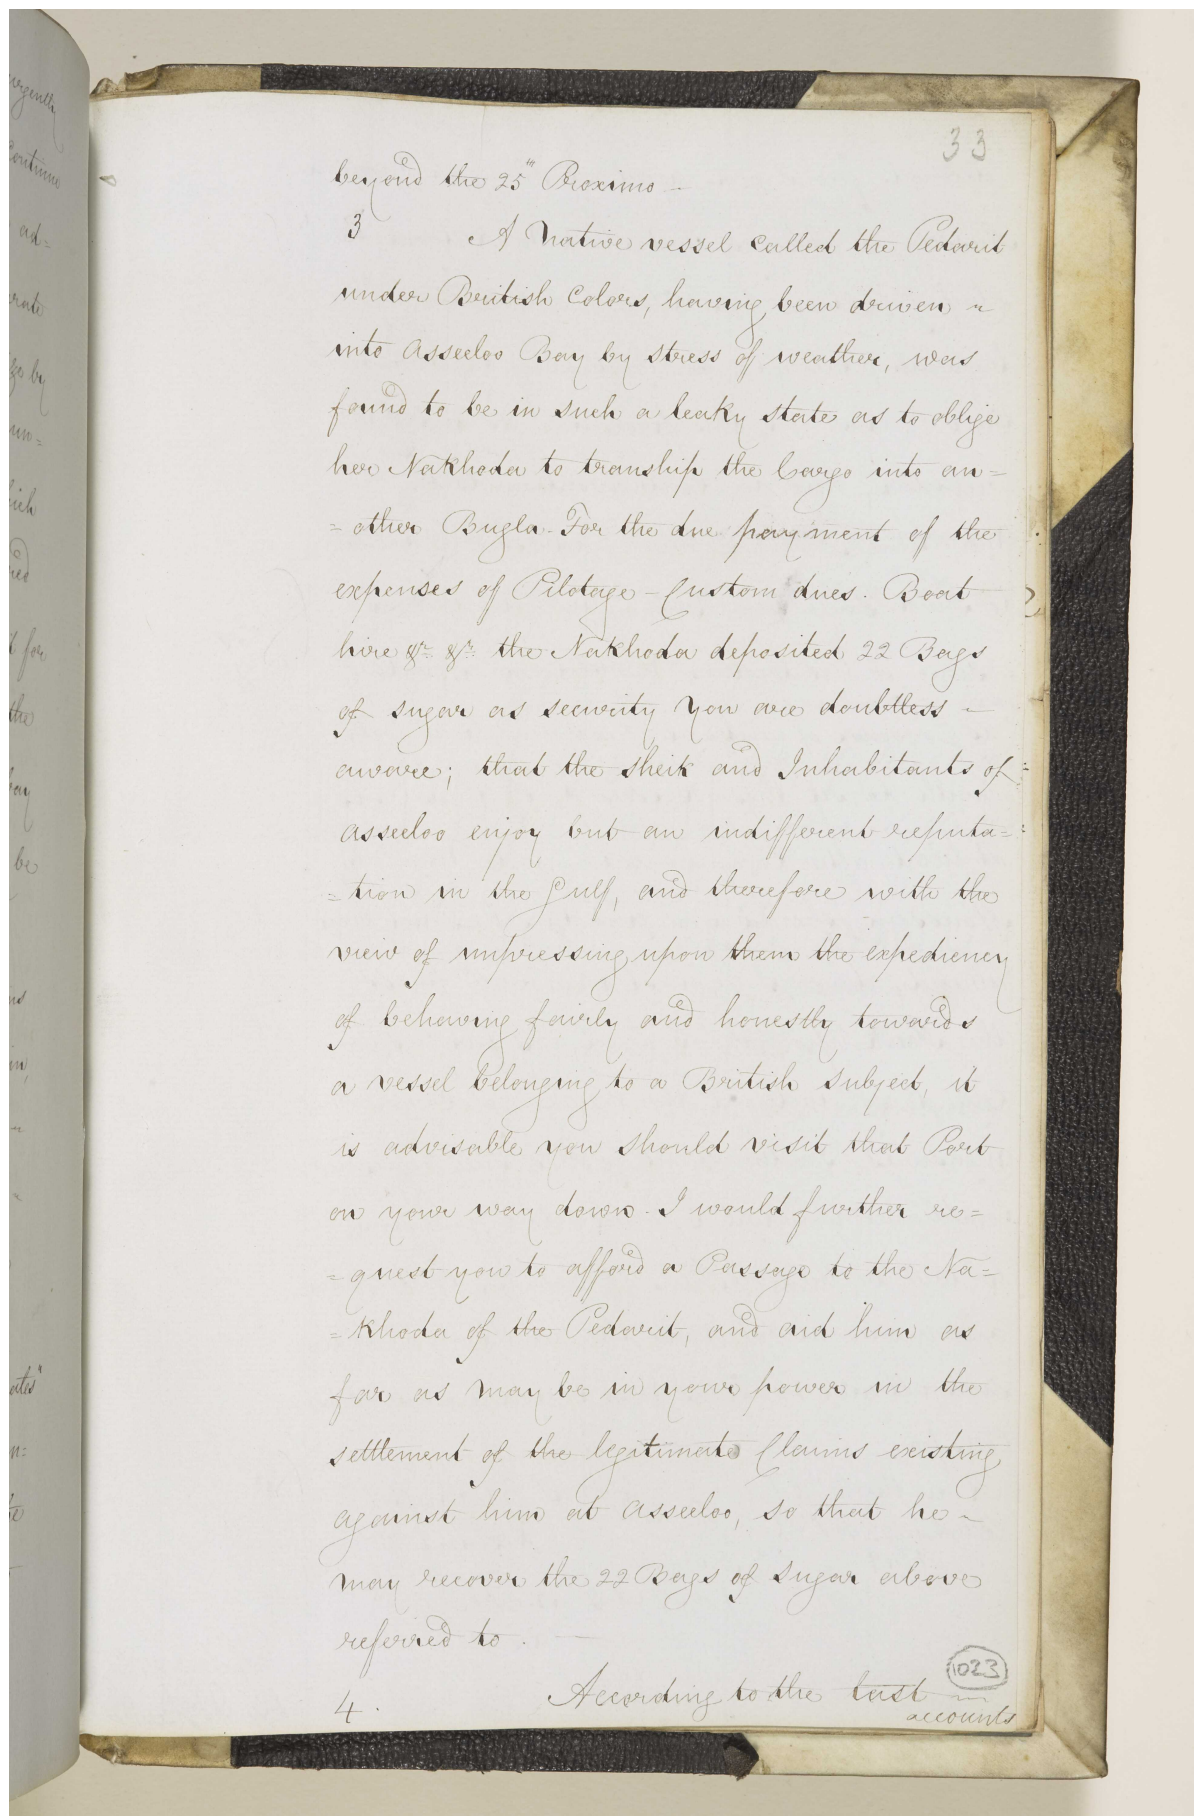 33
beyond the 25th Proximo —
3 A Native vessel called the Pedarit
under British Colors, having been driven
into Asseeloo Bay by stress of weather, was
found to be in such a leaky state as to oblige
her Nakhoda to tranship the Cargo into an=
=other Bugla. For the due payment of the
expenses of Pilotage – Custom dues. Boat
hire &c &c the Nakhoda deposited 22 Bags
of sugar as security You are doubtless
aware; that the Sheik and Inhabitants of
Asseeloo enjoy but an indifferent reputa=
=tion in the Gulf, and therefore with the
view of impressing upon them the expediency
of behaving fairly and honestly towards
a vessel belonging to a British subject, it
is advisable you should visit that Port
on your way down. I would further re=
=quest you to afford a Passage to the Na=
=khoda of the Pedarit, and aid him as
far as may be in your power in the
settlement of the legitimate Claims existing
against him at Asseeloo, so that he
may recover the 22 Bags of Sugar above
referred to. —
1023
4. According to the last
accounts